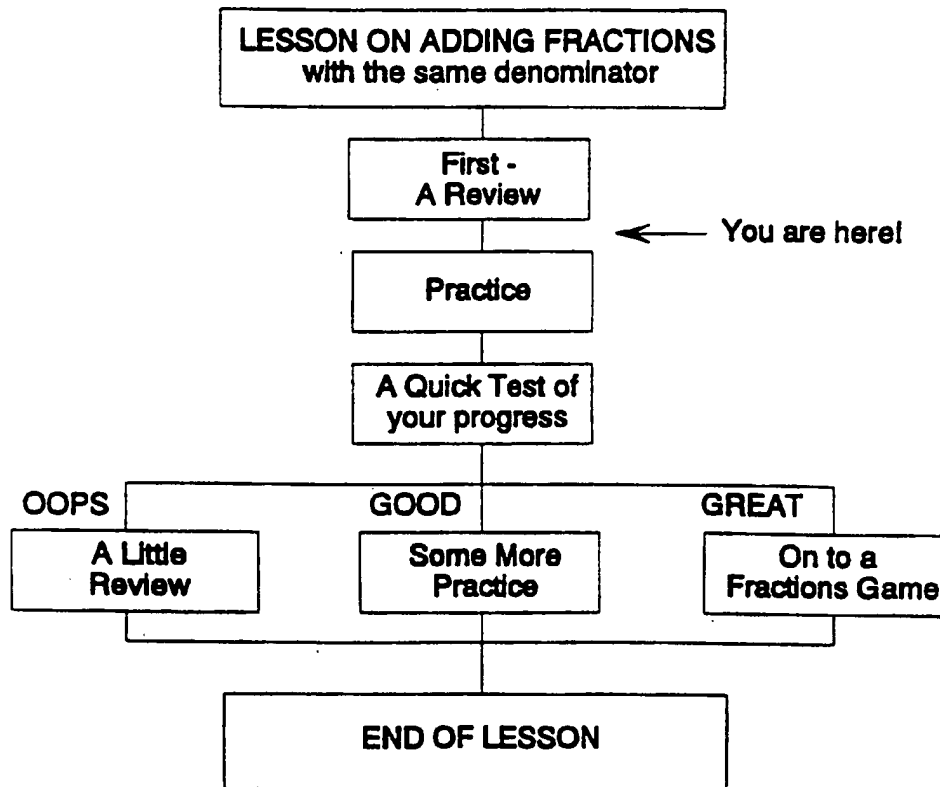 LESSON ON ADDING FRACTIONS
with the same denominator
First -
A Review
You are here!
Practice
A Quick Test of
your progress
OOPS
GOOD
GREAT
A Little
Review
Some More
Practice
On to a
Fractions Game
END OF LESSON